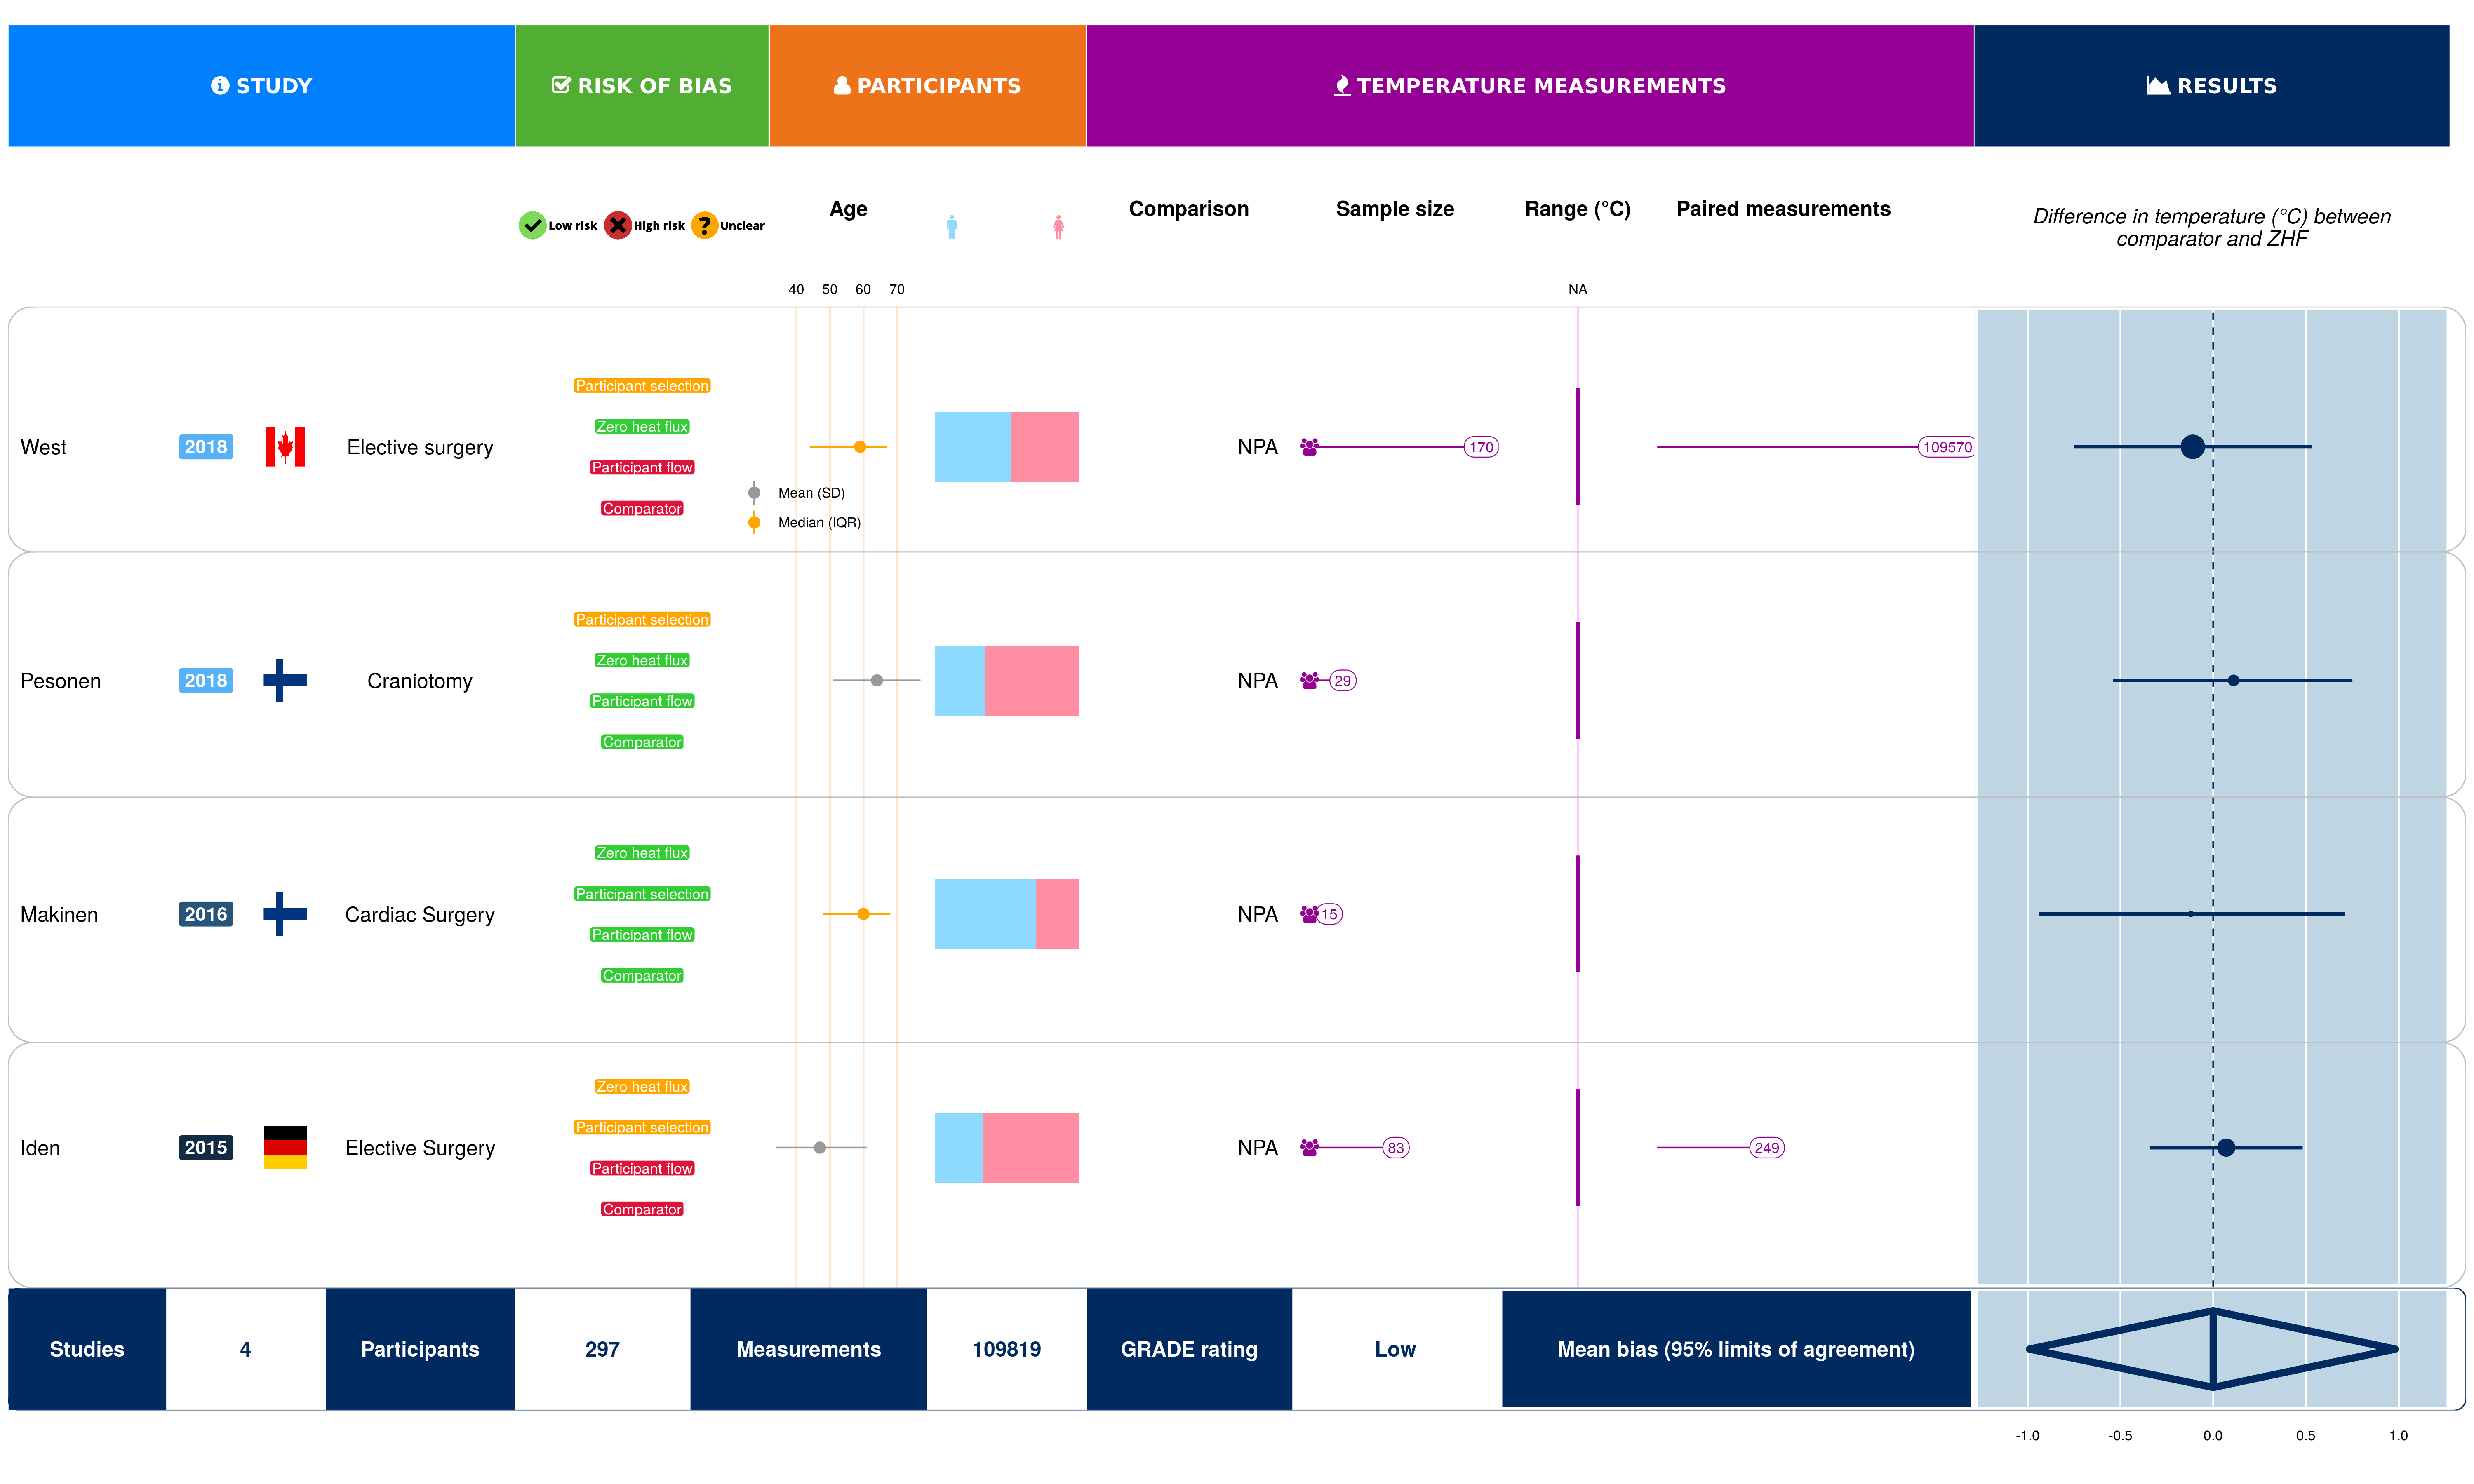 STUDY
RISK OF BIAS
PARTICIPANTS
TEMPERATURE MEASUREMENTS
RESULTS
Low risk
High risk
Unclear
Age
Comparison
Sample size
Range (°C)
Paired measurements
Difference in temperature (°C) between
comparator and ZHF
40 50 60 70
NA
West
2018
Elective surgery
Participant selection
Zero heat flux
Participant flow
Comparator
Mean (SD)
Median (IQR)
NPA
170
109570
Pesonen
2018
Craniotomy
Participant selection
Zero heat flux
Participant flow
Comparator
NPA
29
Makinen
2016
Cardiac Surgery
Zero heat flux
Participant selection
Participant flow
Comparator
NPA
15
Iden
2015
Elective Surgery
Zero heat flux
Participant selection
Participant flow
Comparator
NPA
83
249
Studies
4
Participants
297
Measurements
109819
GRADE rating
Low
Mean bias (95% limits of agreement)
-1.0 -0.5 0.0 0.5 1.0